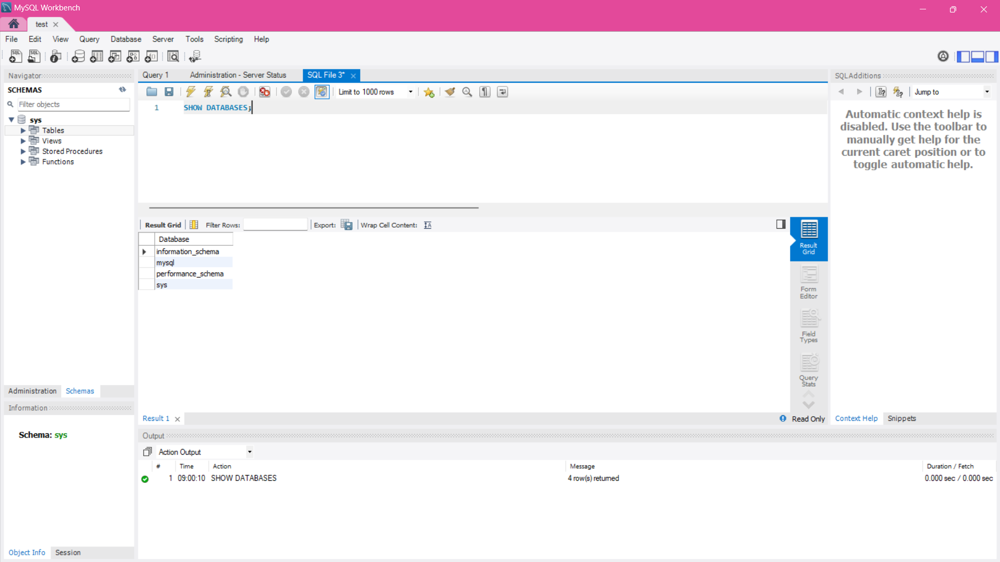 MySQL Workbench
test
File Edit View Query Database Server Tools Scripting Help
Navigator
SCHEMAS
Filter objects
sys
Tables
Views
Stored Procedures
Functions
Administration Schemas
Information
Schema: sys
Object Info Session
Query 1 Administration - Server Status SQL File 3*
Limit to 1000 rows
1 SHOW DATABASES;
Result Grid Filter Rows: Export: Wrap Cell Content:
Database
information_schema
mysql
performance_schema
sys
Result
Grid
Form
Editor
Field
Types
Query
Stats
Result 1 Read Only
SQLAdditions
Jump to
Automatic context help is
disabled. Use the toolbar to
manually get help for the
current caret position or to
toggle automatic help.
Context Help Snippets
Output
Action Output
# Time Action Message Duration / Fetch
1 09:00:10 SHOW DATABASES 4 row(s) returned 0.000 sec / 0.000 sec